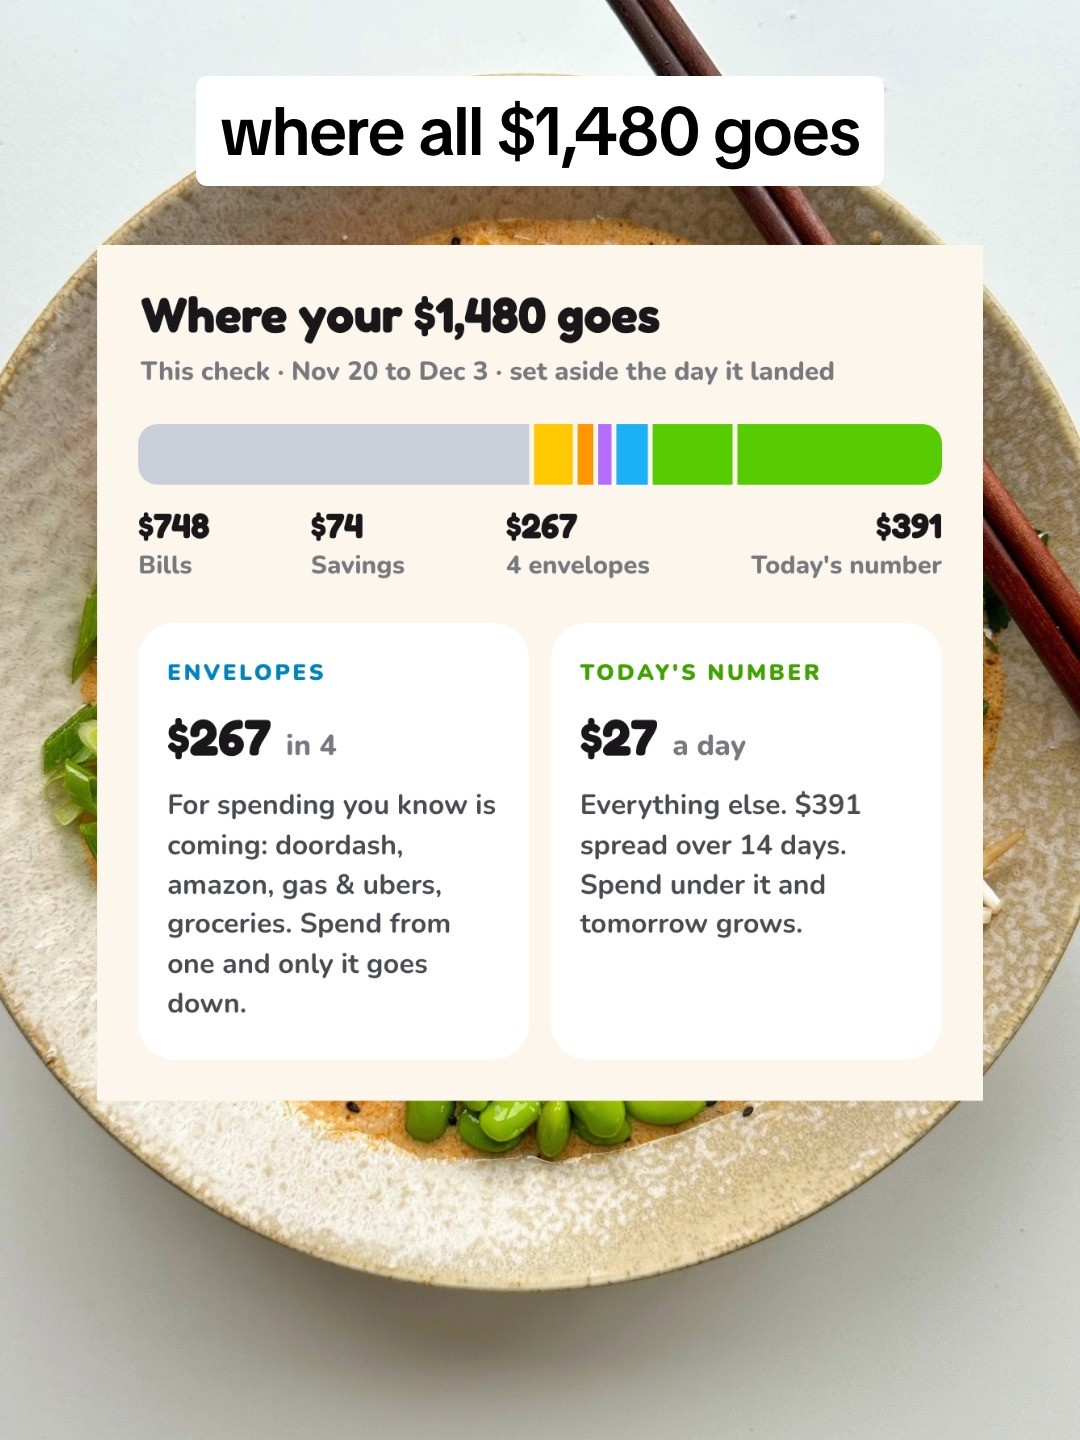 where all $1,480 goes
Where your $1,480 goes
This check · Nov 20 to Dec 3 · set aside the day it landed
$748
Bills
$74
Savings
$267
4 envelopes
$391
Today's number
ENVELOPES
$267 in 4
For spending you know is
coming: doordash,
amazon, gas & ubers,
groceries. Spend from
one and only it goes
down.
TODAY'S NUMBER
$27 a day
Everything else. $391
spread over 14 days.
Spend under it and
tomorrow grows.